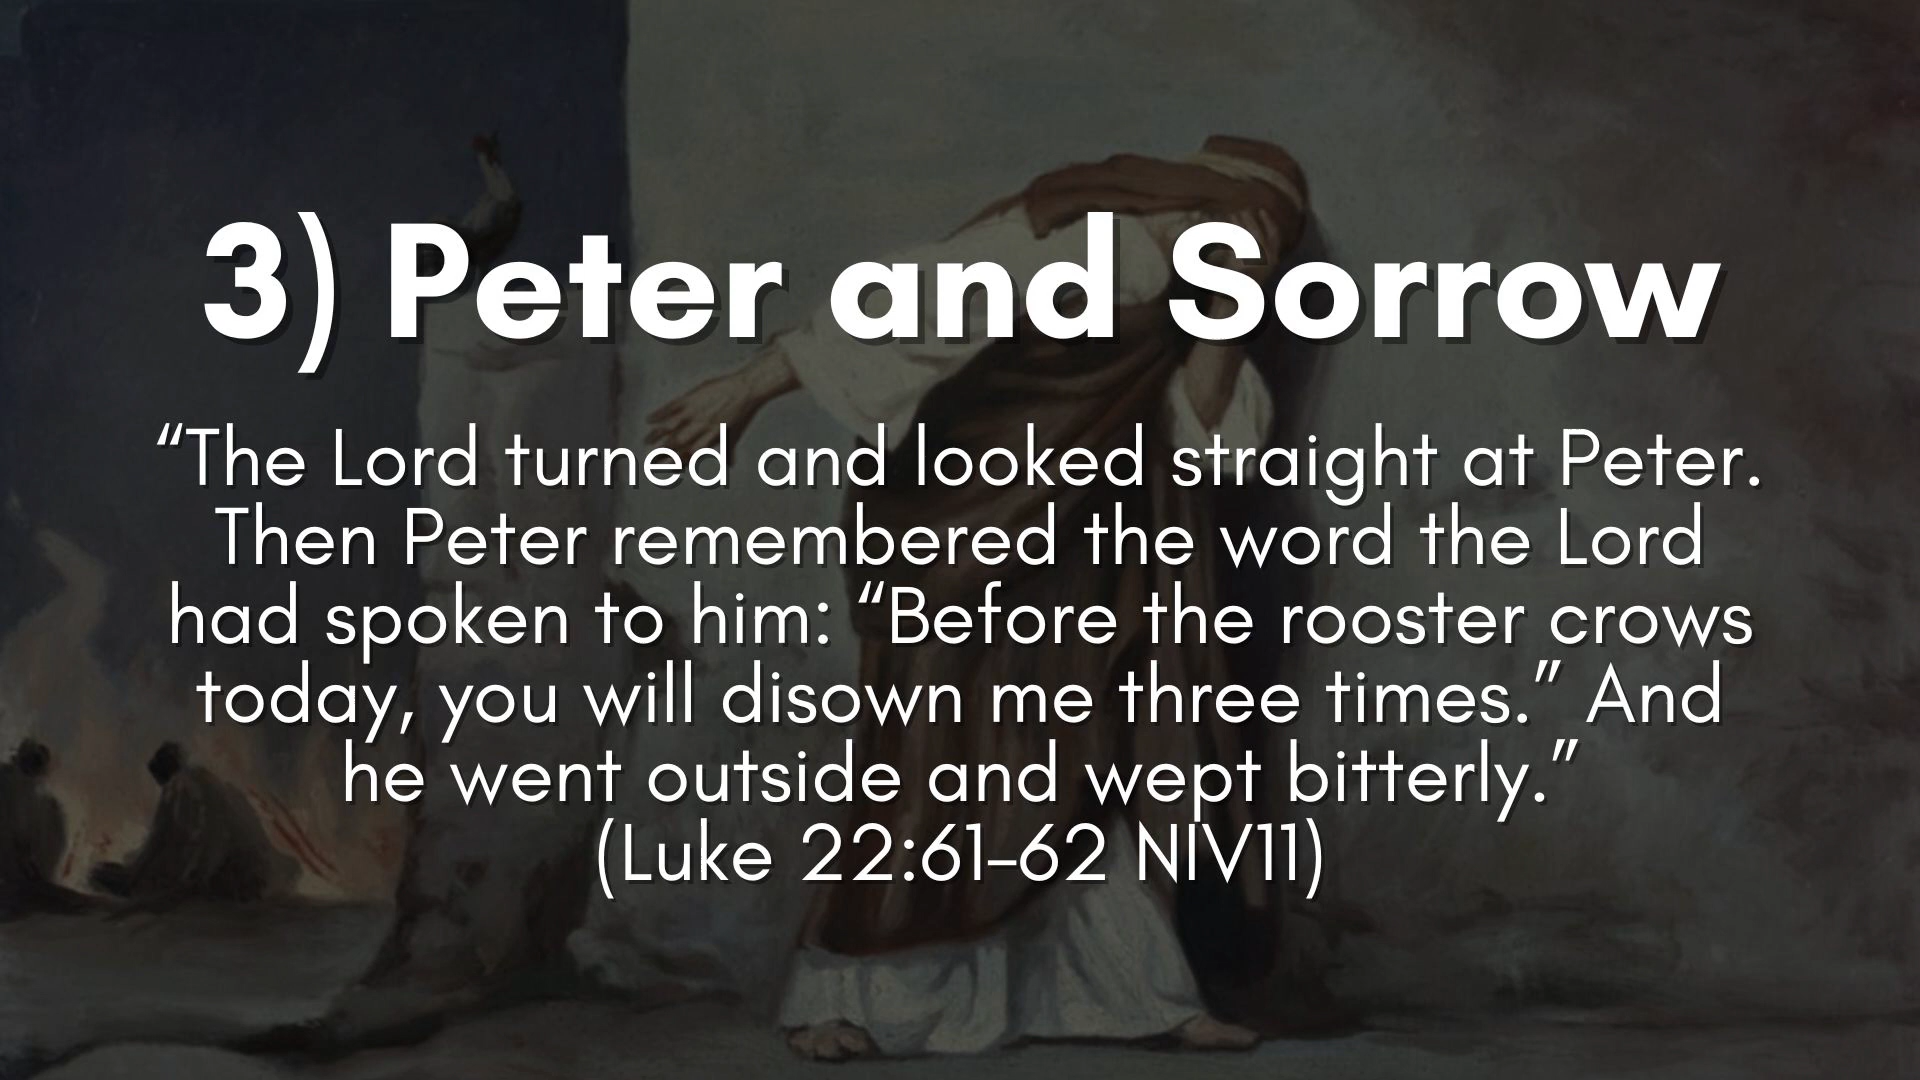 3) Peter and Sorrow
“The Lord turned and looked straight at Peter.
Then Peter remembered the word the Lord
had spoken to him: “Before the rooster crows
today, you will disown me three times.” And
he went outside and wept bitterly.”
(Luke 22:61–62 NIV11)